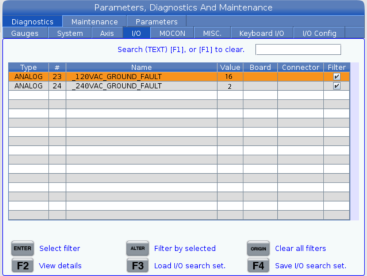 Parameters, Diagnostics And Maintenance
Diagnostics Maintenance Parameters
Gauges System Axis I/O MOCON MISC. Keyboard I/O I/O Config
Search (TEXT) [F1], or [F1] to clear.
Type # Name Value Board Connector Filter
ANALOG 23 _120VAC_GROUND_FAULT 16
ANALOG 24 _240VAC_GROUND_FAULT 2
ENTER Select filter ALTER Filter by selected ORIGIN Clear all filters
F2 View details F3 Load I/O search set. F4 Save I/O search set.